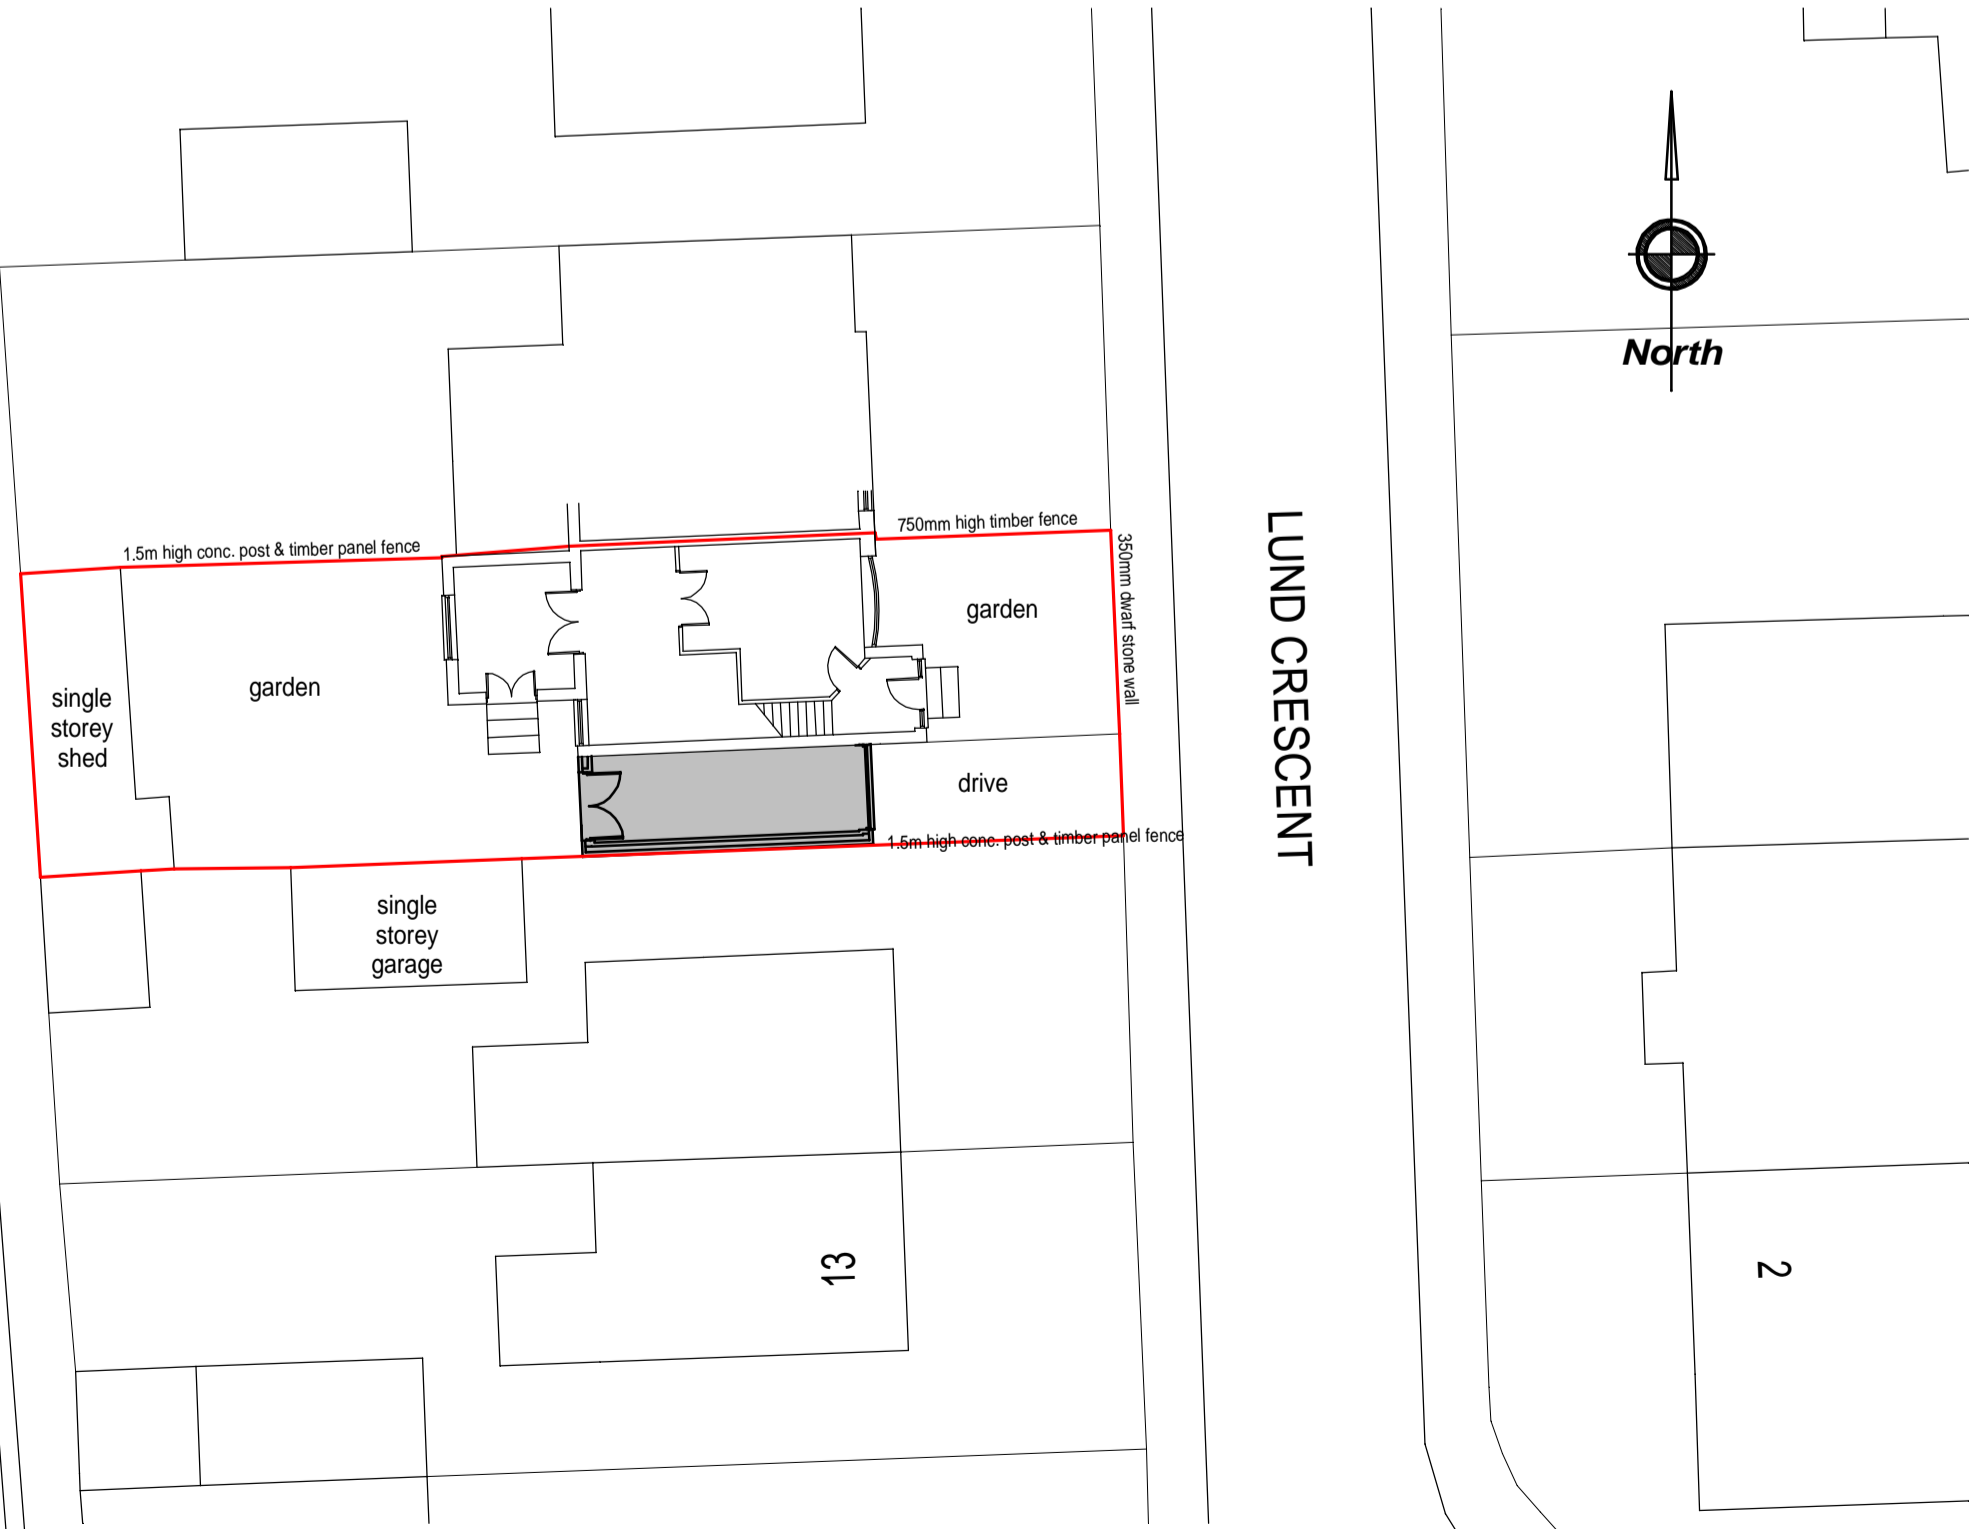 North
1.5m high conc. post & timber panel fence
750mm high timber fence
350mm dwarf stone wall
LUND CRESCENT
garden
garden
single
storey
shed
drive
1.5m high conc. post & timber panel fence
single
storey
garage
13
2